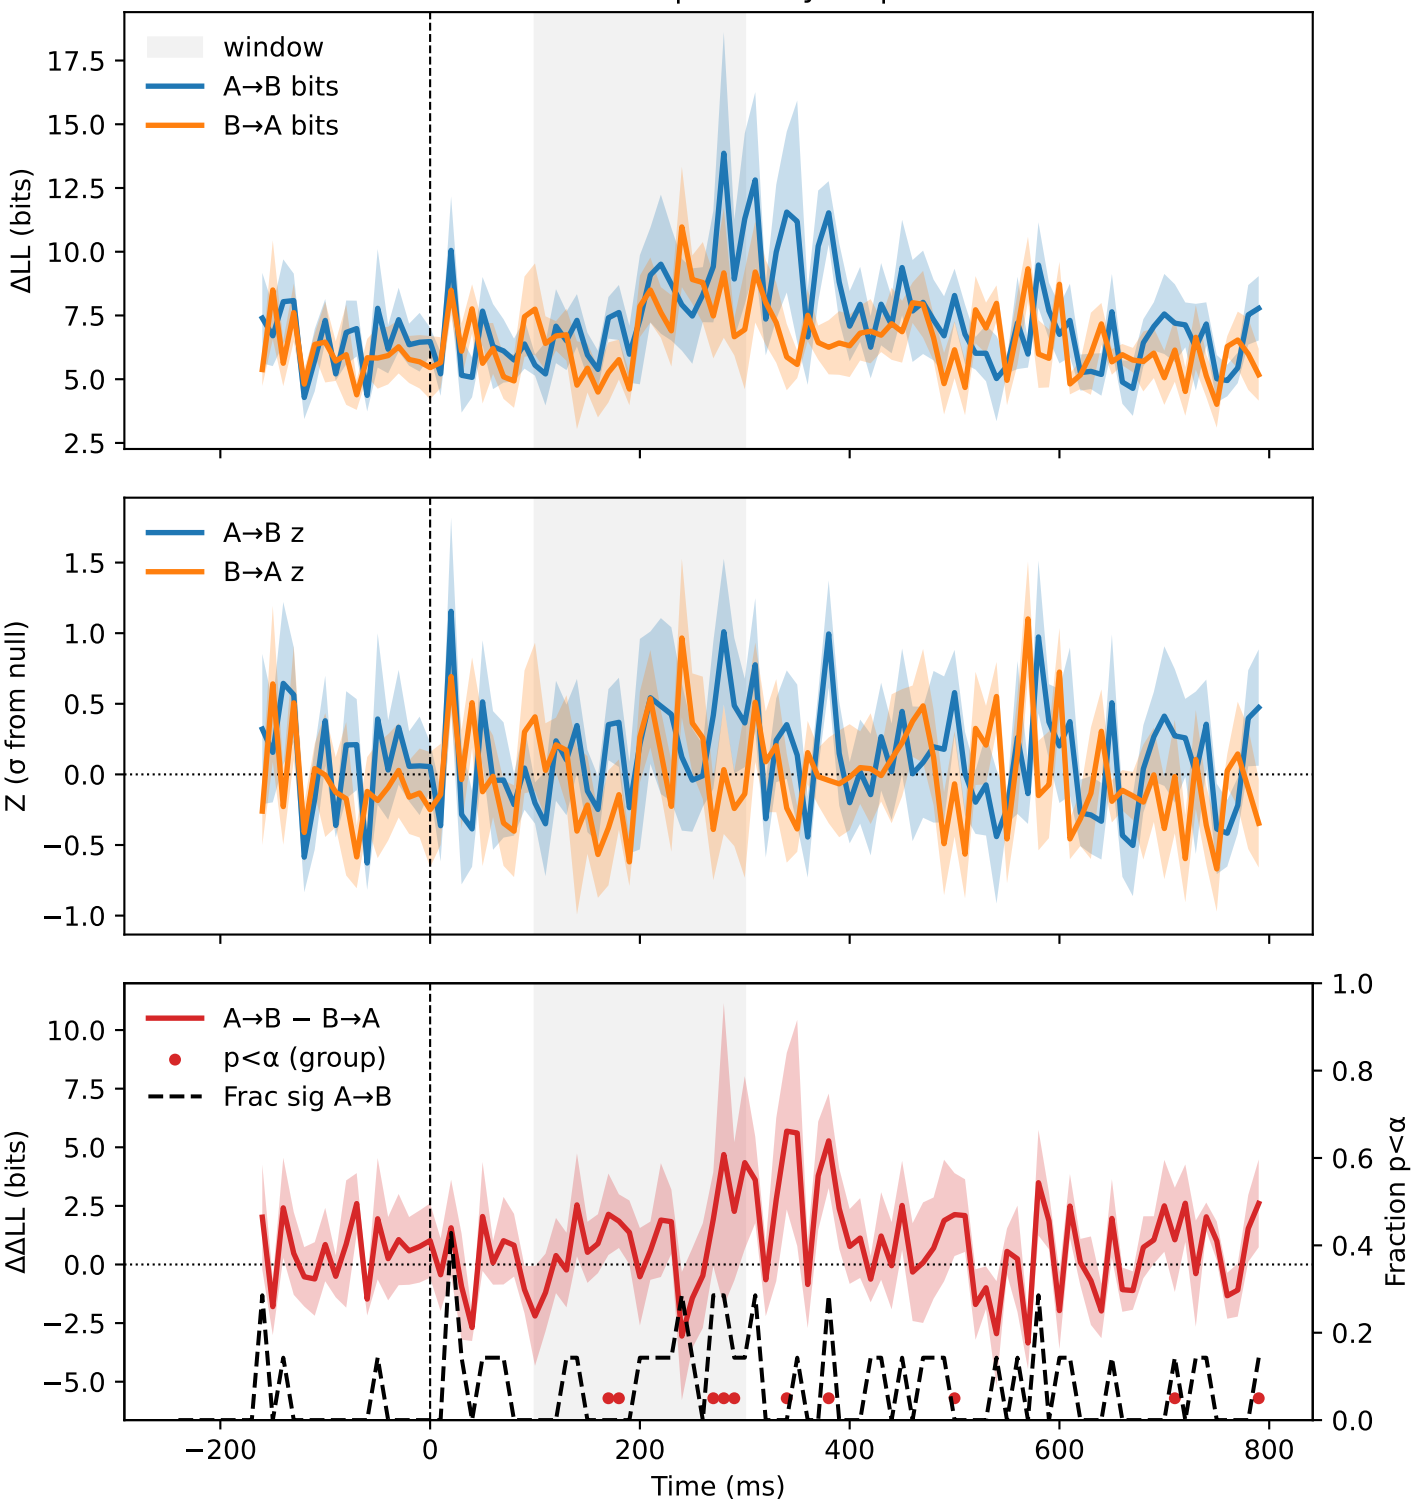 window
A→B bits
B→A bits
ΔLL (bits)
17.5
15.0
12.5
10.0
7.5
5.0
2.5
A→B z
B→A z
Z (σ from null)
1.5
1.0
0.5
0.0
−0.5
−1.0
A→B − B→A
p<α (group)
Frac sig A→B
ΔΔLL (bits)
10.0
7.5
5.0
2.5
0.0
−2.5
−5.0
1.0
0.8
0.6
0.4
0.2
0.0
Fraction p<α
−200 0 200 400 600 800
Time (ms)